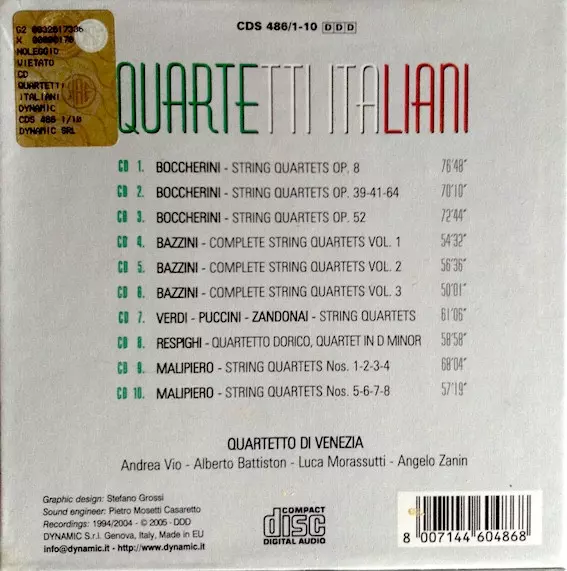 CDS 486/1-10 DDD
G2 0032617336
X 00000170
NOLEGGIO
VIETATO
CD
QUARTETTI
ITALIANI
DYNAMIC
CDS 486 1/10
DYNAMIC SRL
QUARTETTI ITALIANI
CD 1. BOCCHERINI - STRING QUARTETS OP. 8 76'48"
CD 2. BOCCHERINI - STRING QUARTETS OP. 39-41-64 70'10"
CD 3. BOCCHERINI - STRING QUARTETS OP. 52 72'44"
CD 4. BAZZINI - COMPLETE STRING QUARTETS VOL. 1 54'32"
CD 5. BAZZINI - COMPLETE STRING QUARTETS VOL. 2 56'36"
CD 6. BAZZINI - COMPLETE STRING QUARTETS VOL. 3 50'01"
CD 7. VERDI - PUCCINI - ZANDONAI - STRING QUARTETS 61'06"
CD 8. RESPIGHI - QUARTETTO DORICO, QUARTET IN D MINOR 58'58"
CD 9. MALIPIERO - STRING QUARTETS Nos. 1-2-3-4 68'04"
CD 10. MALIPIERO - STRING QUARTETS Nos. 5-6-7-8 57'19"
QUARTETTO DI VENEZIA
Andrea Vio - Alberto Battiston - Luca Morassutti - Angelo Zanin
Graphic design: Stefano Grossi
Sound engineer: Pietro Mosetti Casaretto
Recordings: 1994/2004 - © 2005 - DDD
DYNAMIC S.r.l. Genova, Italy, Made in EU
info@dynamic.it - http://www.dynamic.it
COMPACT
disc
DIGITAL AUDIO
8 007144 604868